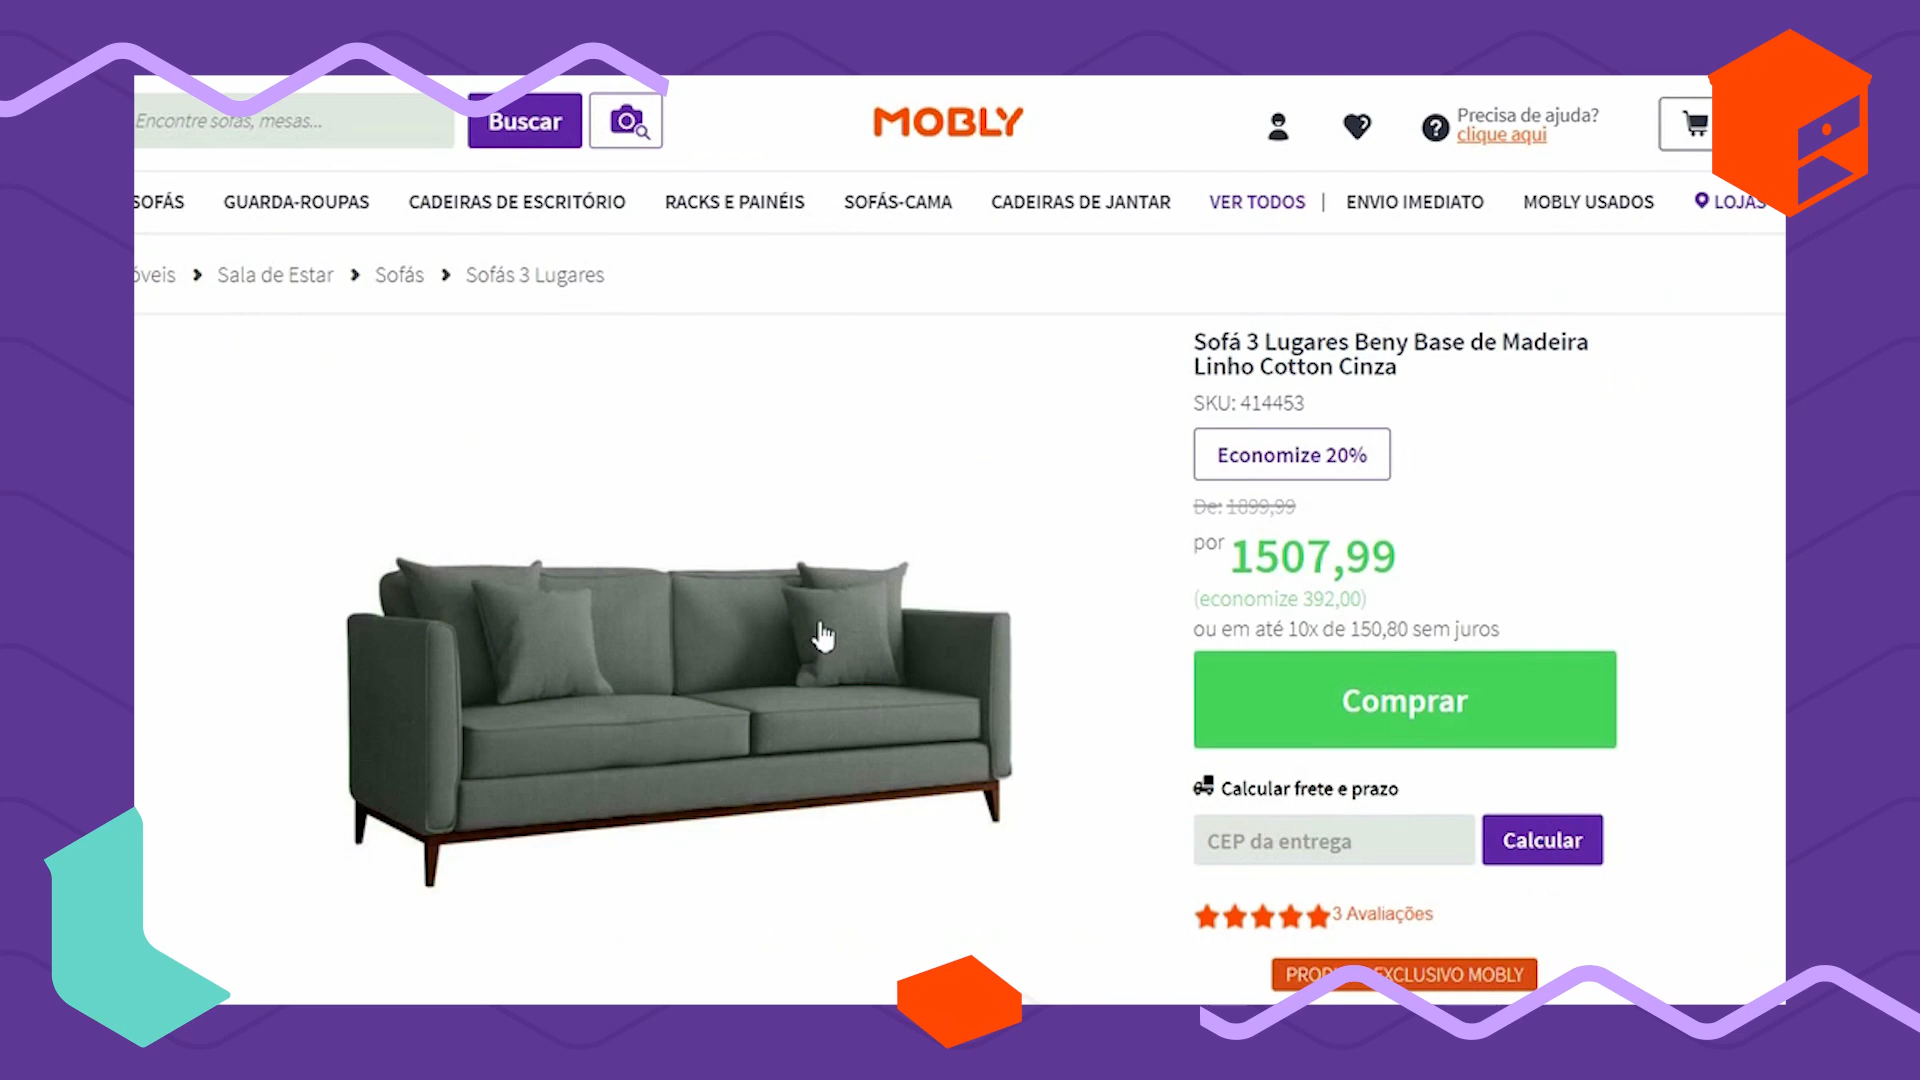 Encontre sofás, mesas...
Buscar
MOBLY
Precisa de ajuda?
clique aqui
SOFÁS GUARDA-ROUPAS CADEIRAS DE ESCRITÓRIO RACKS E PAINÉIS SOFÁS-CAMA CADEIRAS DE JANTAR VER TODOS | ENVIO IMEDIATO MOBLY USADOS LOJAS
óveis > Sala de Estar > Sofás > Sofás 3 Lugares
Sofá 3 Lugares Beny Base de Madeira
Linho Cotton Cinza
SKU: 414453
Economize 20%
De: 1899,99
por 1507,99
(economize 392,00)
ou em até 10x de 150,80 sem juros
Comprar
Calcular frete e prazo
CEP da entrega
Calcular
3 Avaliações
EXCLUSIVO MOBLY